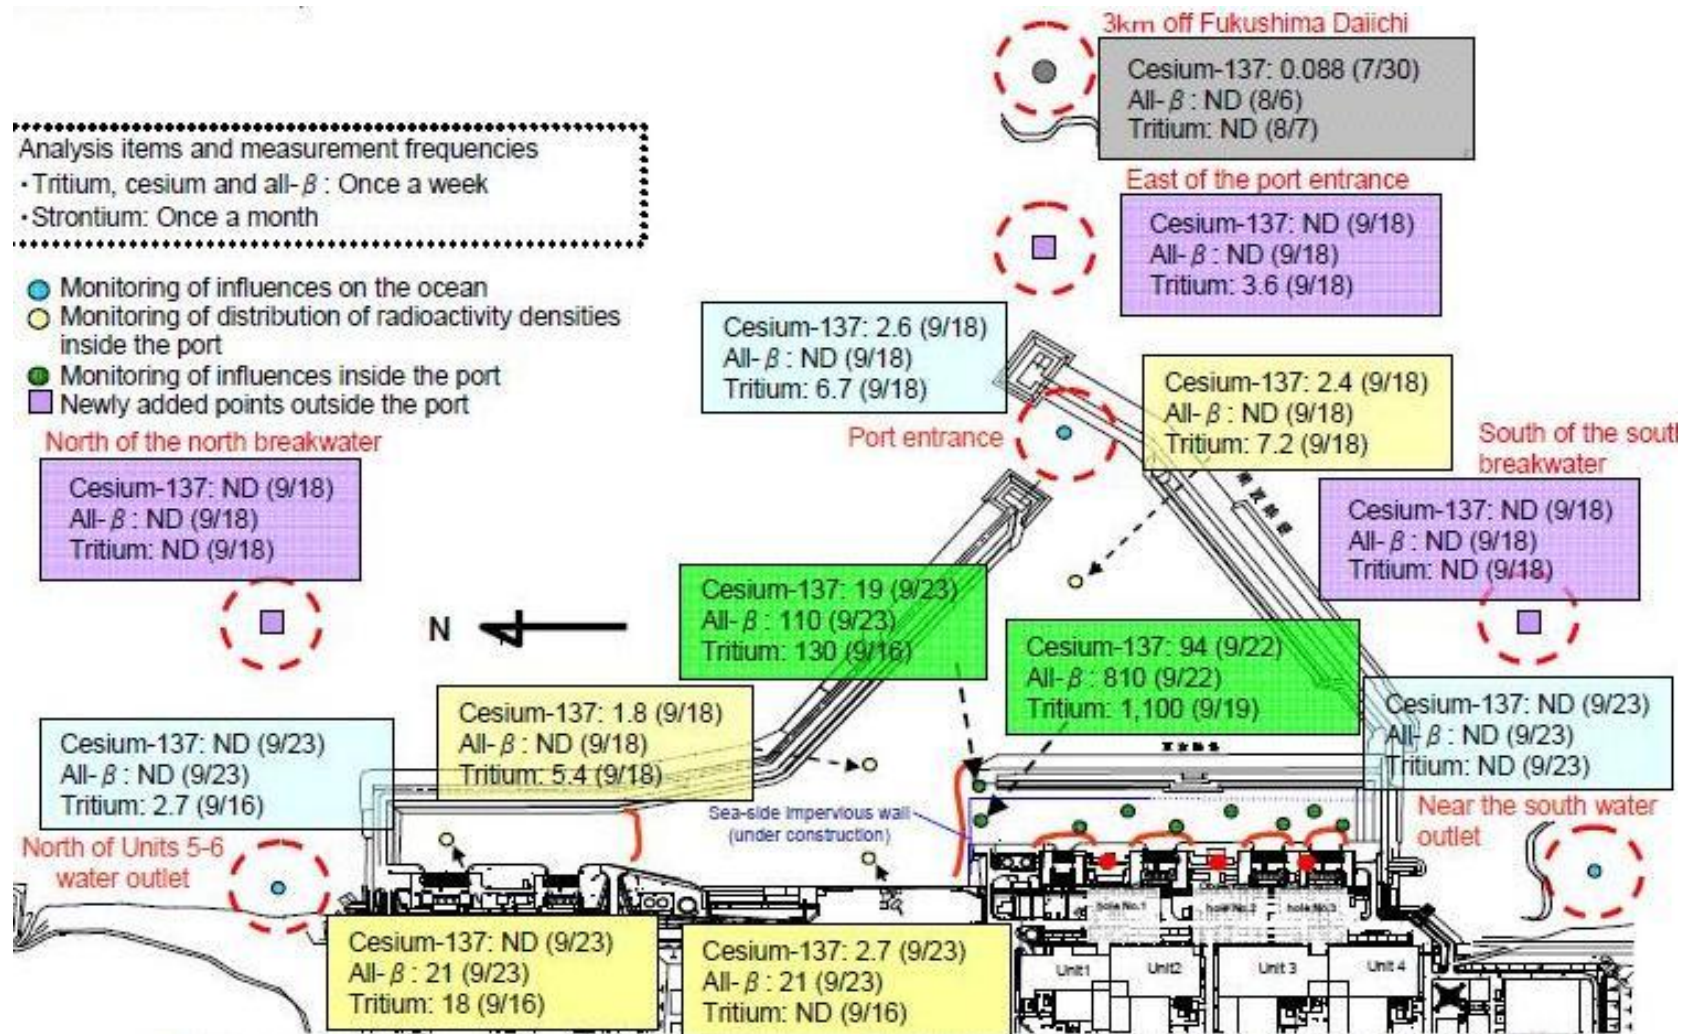 3km off Fukushima Daiichi
Cesium-137: 0.088 (7/30)
All-β : ND (8/6)
Tritium: ND (8/7)
Analysis items and measurement frequencies
・Tritium, cesium and all-β : Once a week
・Strontium: Once a month
East of the port entrance
Cesium-137: ND (9/18)
All-β : ND (9/18)
Tritium: 3.6 (9/18)
Monitoring of influences on the ocean
Monitoring of distribution of radioactivity densities
inside the port
Monitoring of influences inside the port
Newly added points outside the port
Cesium-137: 2.6 (9/18)
All-β : ND (9/18)
Tritium: 6.7 (9/18)
Port entrance
Cesium-137: 2.4 (9/18)
All-β : ND (9/18)
Tritium: 7.2 (9/18)
North of the north breakwater
Cesium-137: ND (9/18)
All-β : ND (9/18)
Tritium: ND (9/18)
South of the sout
breakwater
Cesium-137: ND (9/18)
All-β : ND (9/18)
Tritium: ND (9/18)
N
Cesium-137: 19 (9/23)
All-β : 110 (9/23)
Tritium: 130 (9/16)
Cesium-137: 94 (9/22)
All-β : 810 (9/22)
Tritium: 1,100 (9/19)
Cesium-137: 1.8 (9/18)
All-β : ND (9/18)
Tritium: 5.4 (9/18)
Cesium-137: ND (9/23)
All-β : ND (9/23)
Tritium: 2.7 (9/16)
Cesium-137: ND (9/23)
All-β : ND (9/23)
Tritium: ND (9/23)
Sea-side impervious wall
(under construction)
Near the south water
outlet
North of Units 5-6
water outlet
hole No.1
hole No.2
hole No.3
Cesium-137: ND (9/23)
All-β : 21 (9/23)
Tritium: 18 (9/16)
Cesium-137: 2.7 (9/23)
All-β : 21 (9/23)
Tritium: ND (9/16)
Unit1
Unit2
Unit 3
Unit 4